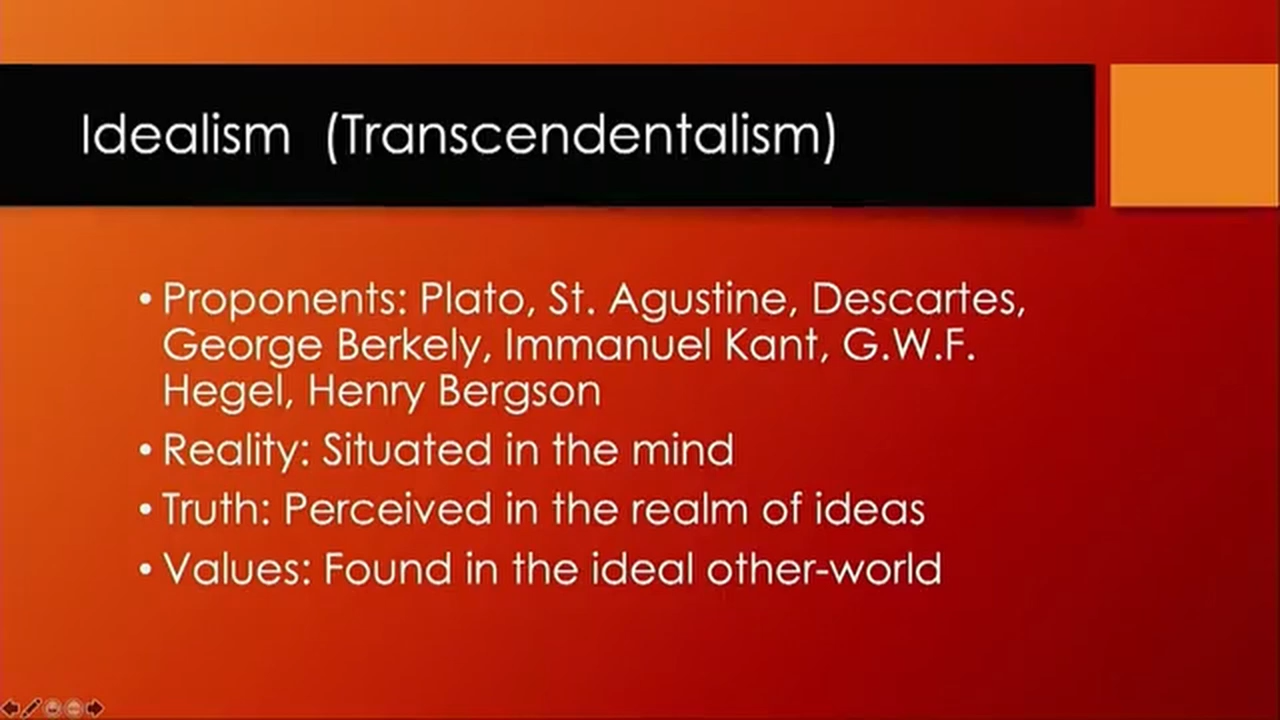 Idealism (Transcendentalism)
• Proponents: Plato, St. Agustine, Descartes,
George Berkely, Immanuel Kant, G.W.F.
Hegel, Henry Bergson
• Reality: Situated in the mind
• Truth: Perceived in the realm of ideas
• Values: Found in the ideal other-world